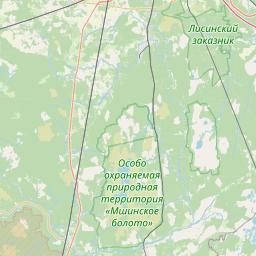 Лисинский
заказник
Особо
охраняемая
природная
территория
«Мшинское
болото»